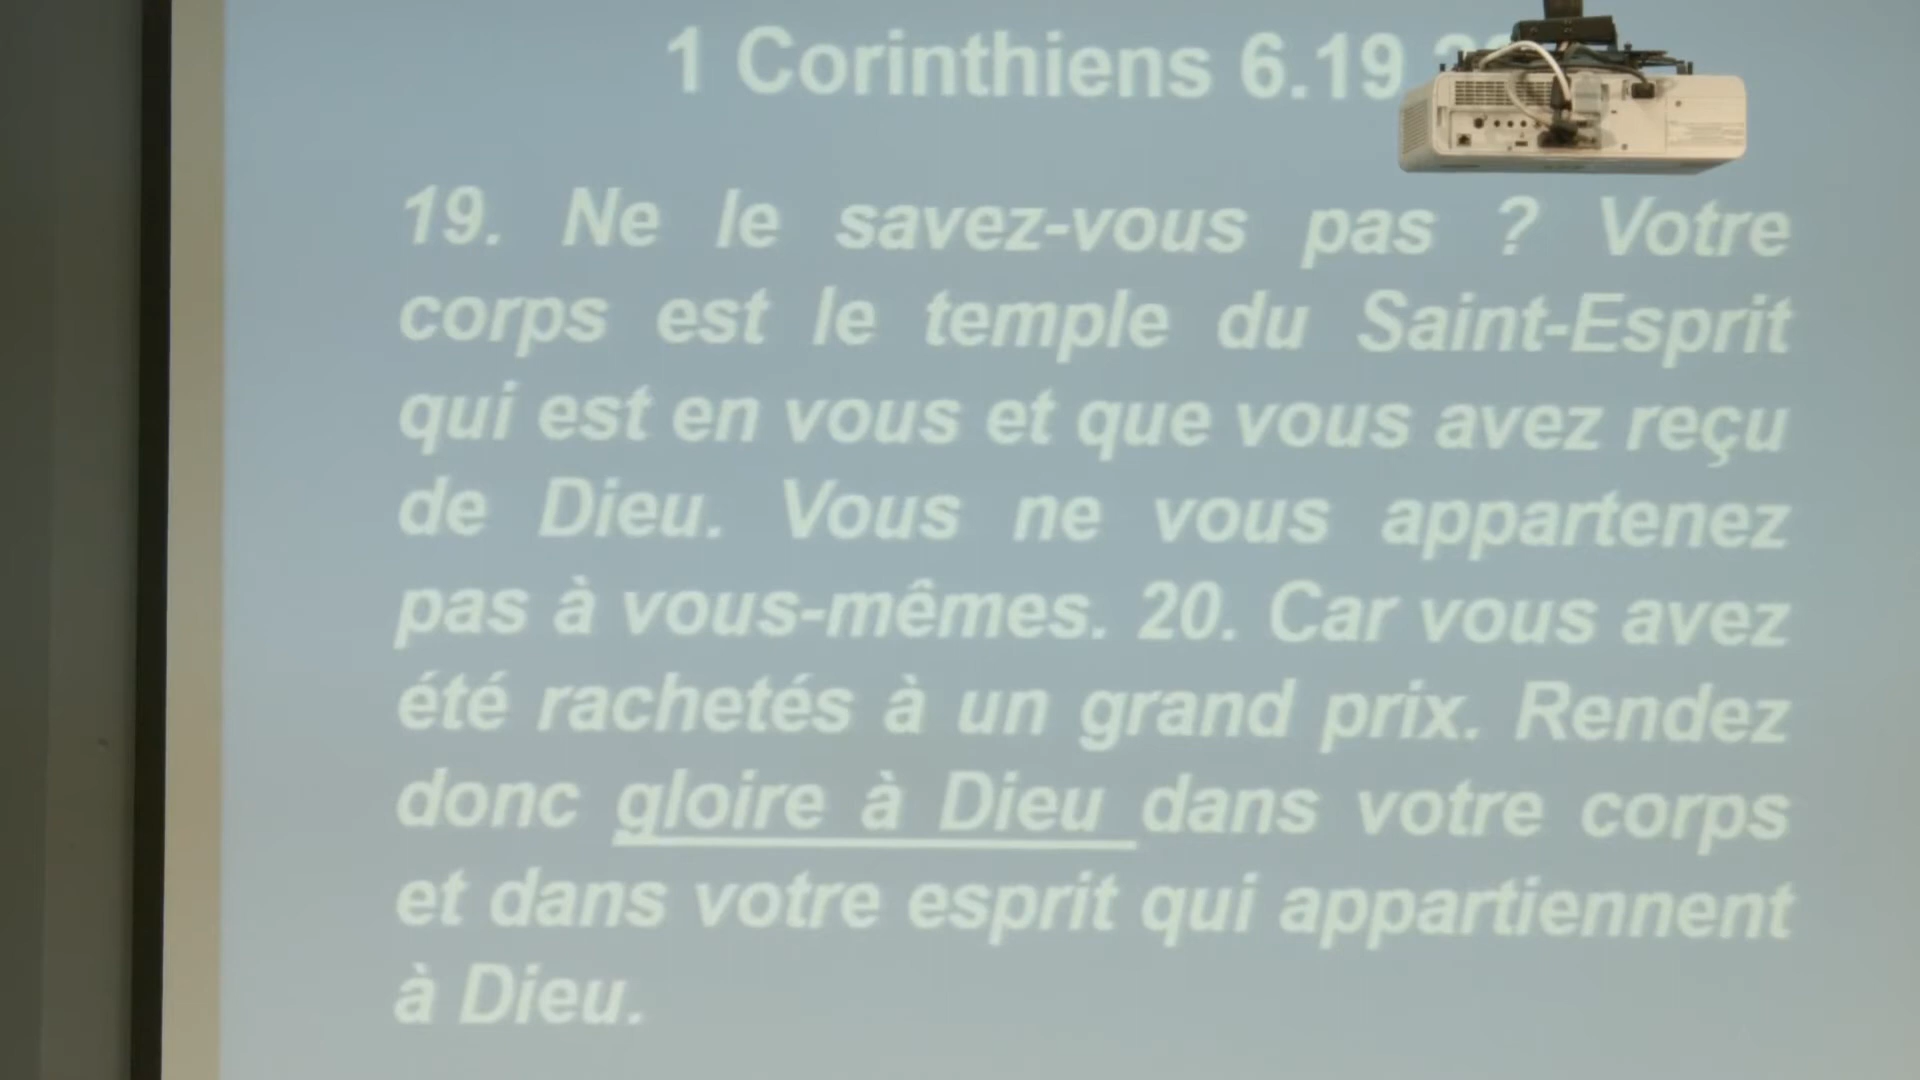 1 Corinthiens 6.19
19. Ne le savez-vous pas ? Votre
corps est le temple du Saint-Esprit
qui est en vous et que vous avez reçu
de Dieu. Vous ne vous appartenez
pas à vous-mêmes. 20. Car vous avez
été rachetés à un grand prix. Rendez
donc gloire à Dieu dans votre corps
et dans votre esprit qui appartiennent
à Dieu.